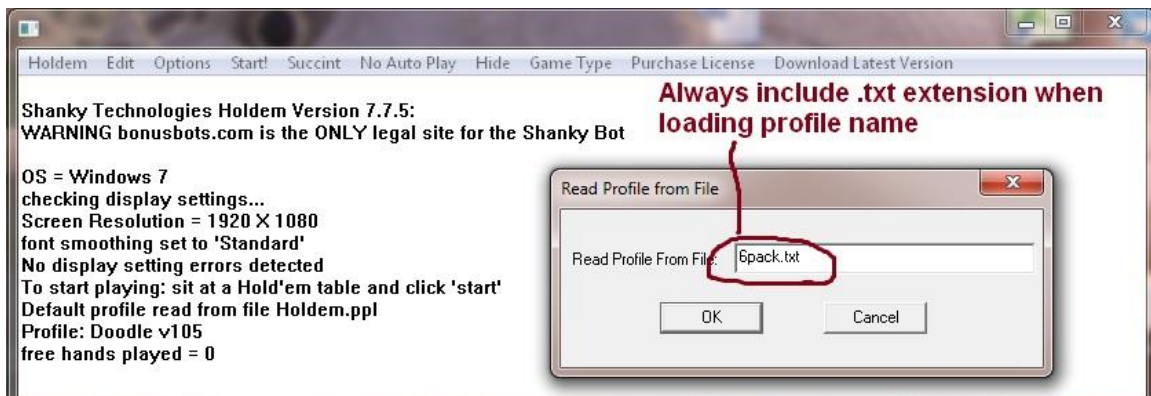 Holdem Edit Options Start! Succint No Auto Play Hide Game Type Purchase License Download Latest Version
Always include .txt extension when
loading profile name
Shanky Technologies Holdem Version 7.7.5:
WARNING bonusbots.com is the ONLY legal site for the Shanky Bot
OS = Windows 7
checking display settings...
Screen Resolution = 1920 X 1080
font smoothing set to 'Standard'
No display setting errors detected
To start playing: sit at a Hold'em table and click 'start'
Default profile read from file Holdem.ppl
Profile: Doodle v105
free hands played = 0
Read Profile from File
Read Profile From File: 6pack.txt
OK Cancel